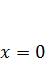 x = 0